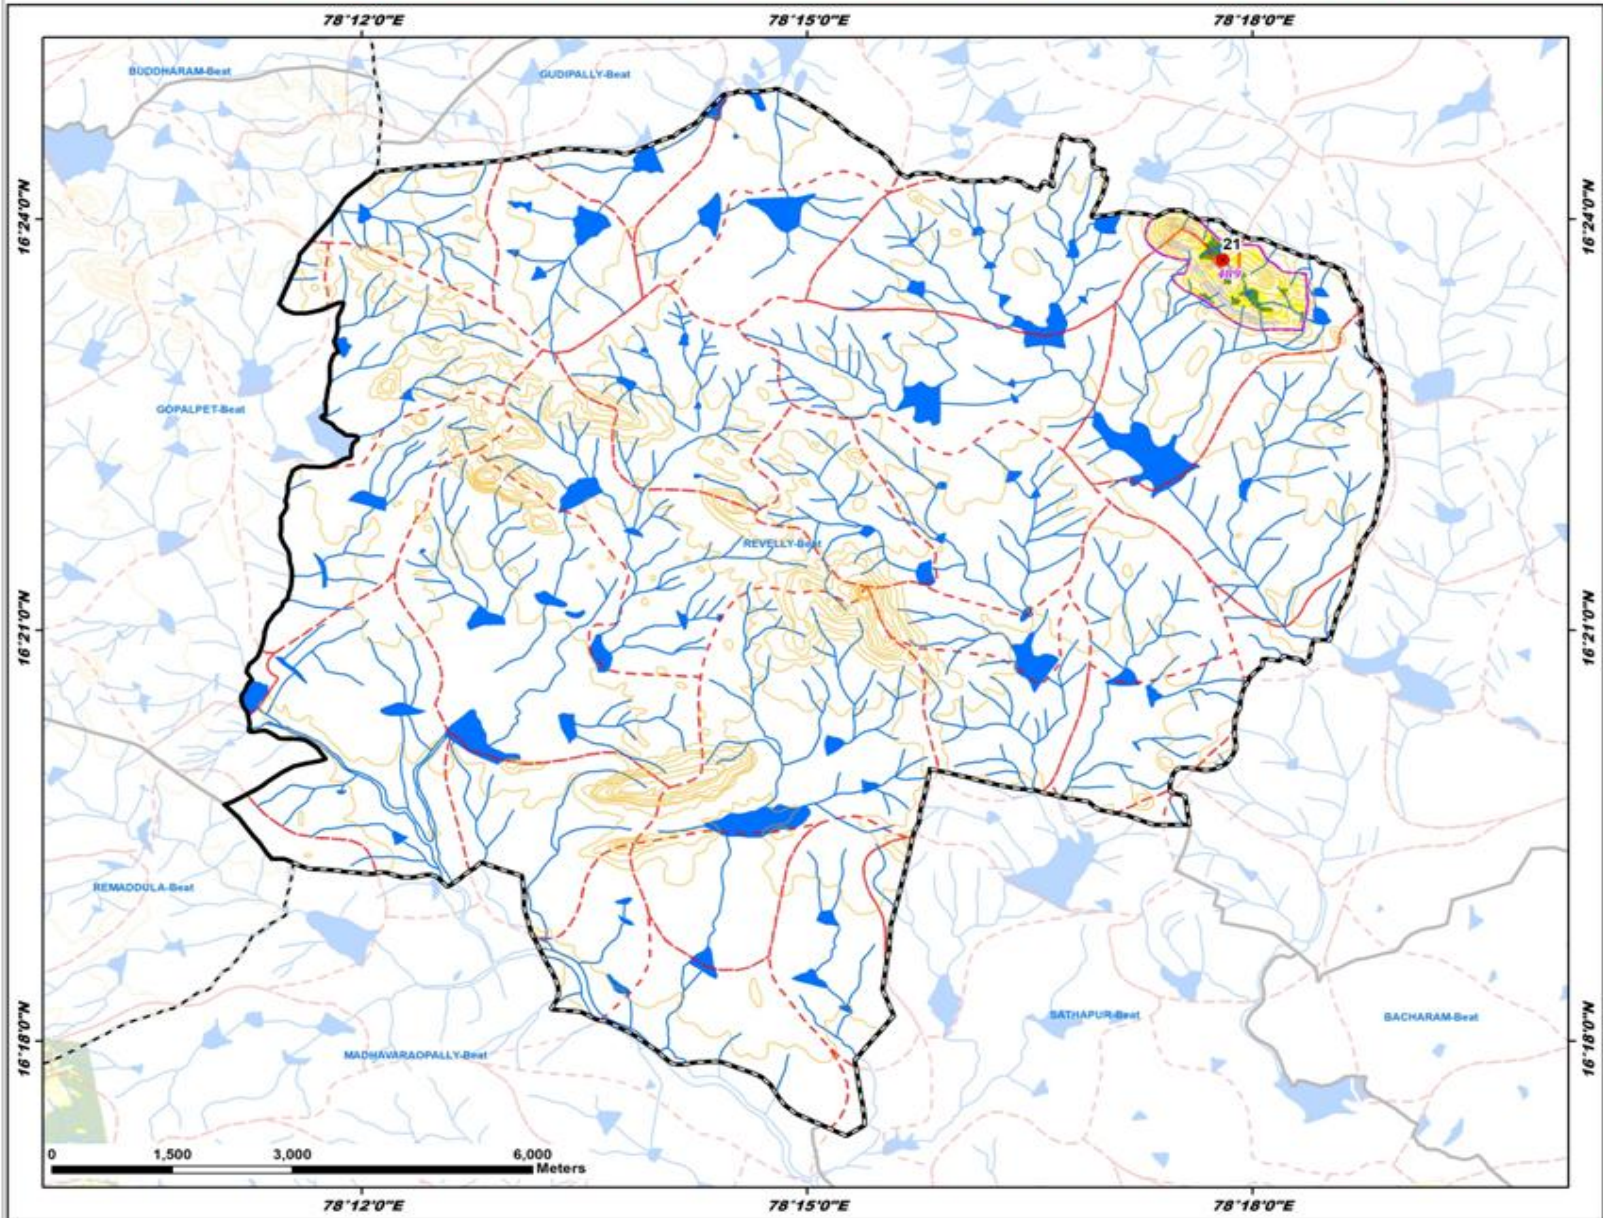 78°12'0"E 78°15'0"E 78°18'0"E
BUDDHARAM-Beat
GUDIPALLY-Beat
16°24'0"N
16°24'0"N
21
489
GOPALPET-Beat
REVELLY-Beat
16°21'0"N
16°21'0"N
REMADDULA-Beat
SATHAPUR-Beat
BACHARAM-Beat
16°18'0"N
16°18'0"N
MADHAVARAOPALLY-Beat
0 1,500 3,000 6,000
Meters
78°12'0"E 78°15'0"E 78°18'0"E